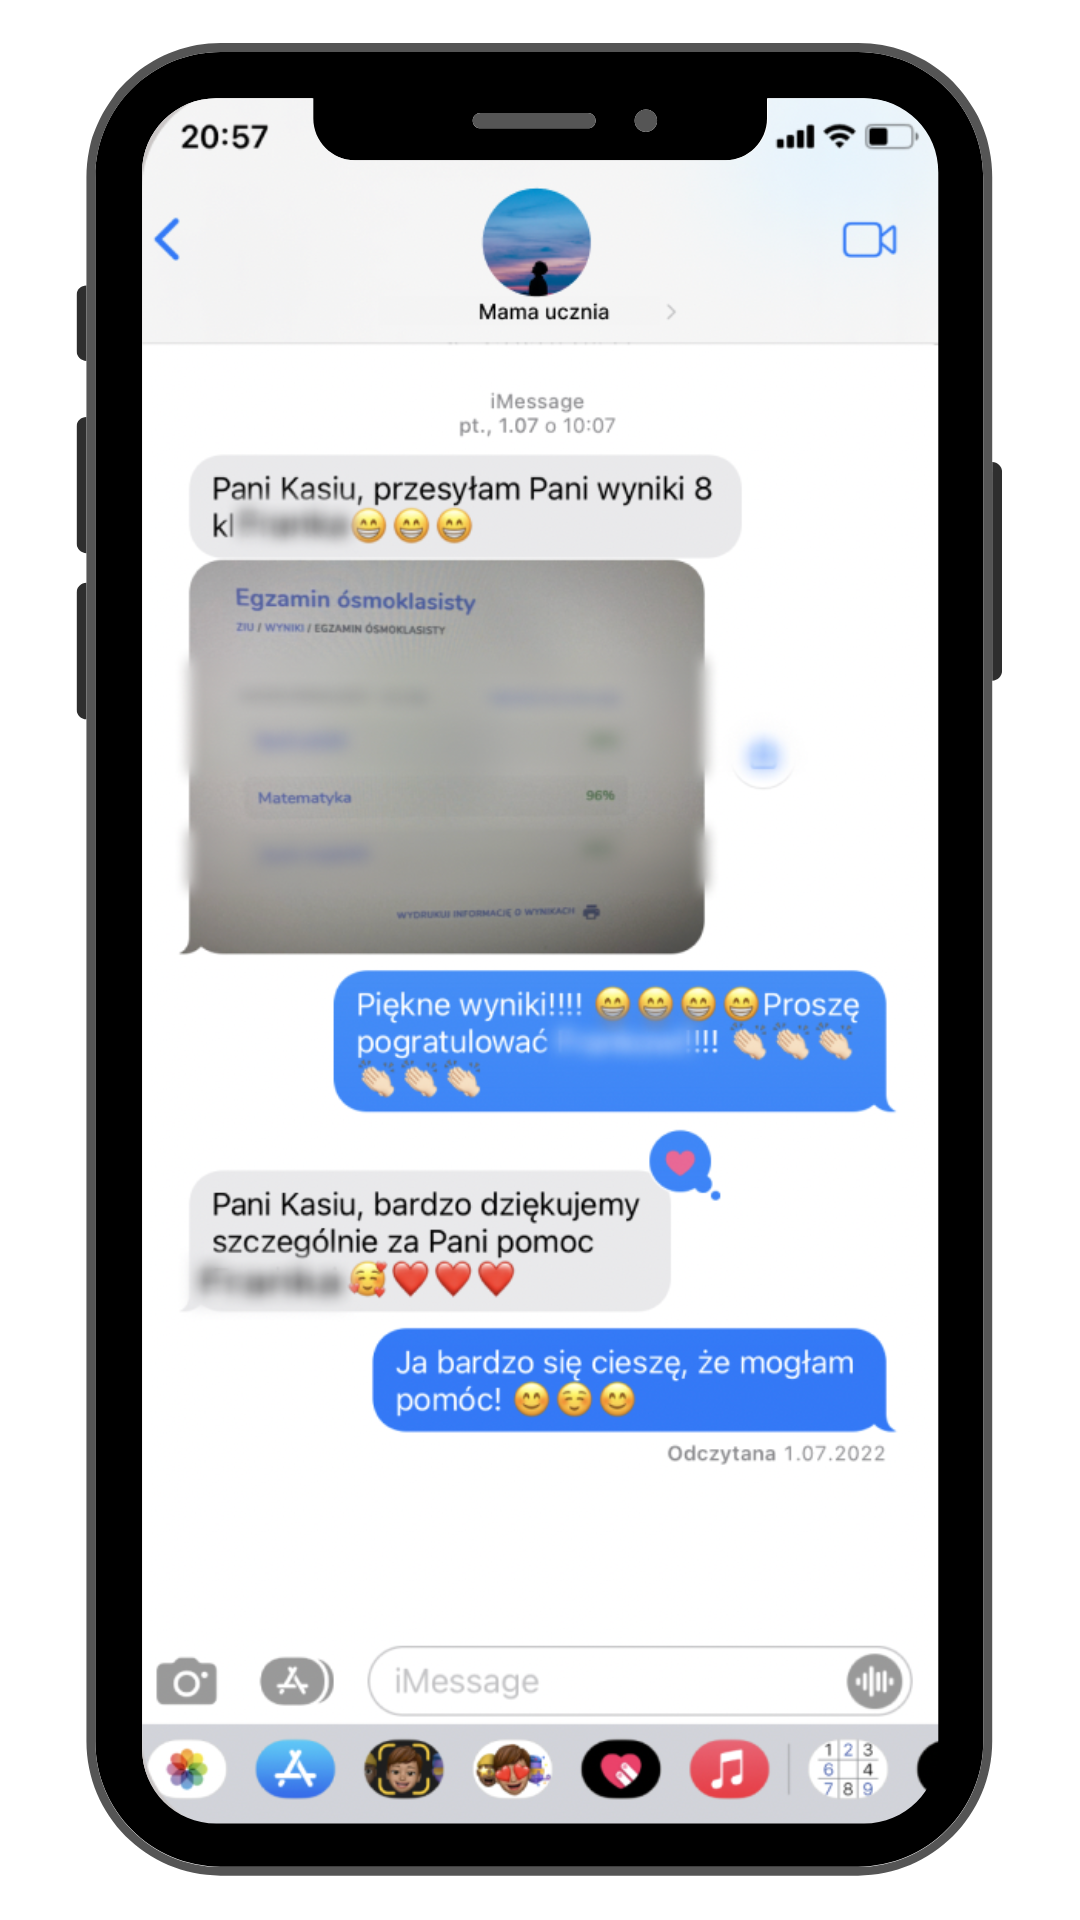 20:57
Mama ucznia
iMessage
pt., 1.07 o 10:07
Pani Kasiu, przesyłam Pani wyniki 8
kl 😁😁😁
Egzamin ósmoklasisty
ZIU / WYNIKI / EGZAMIN ÓSMOKLASISTY
Matematyka 96%
WYDRUKUJ INFORMACJĘ O WYNIKACH
Piękne wyniki!!!! 😁😁😁😁Proszę
pogratulować !!!! 👏🏻👏🏻👏🏻
👏🏻👏🏻👏🏻
Pani Kasiu, bardzo dziękujemy
szczególnie za Pani pomoc
🥰❤️❤️❤️
Ja bardzo się cieszę, że mogłam
pomóc! 😊☺️😊
Odczytana 1.07.2022
iMessage
1 2 3
6 4
7 8 9